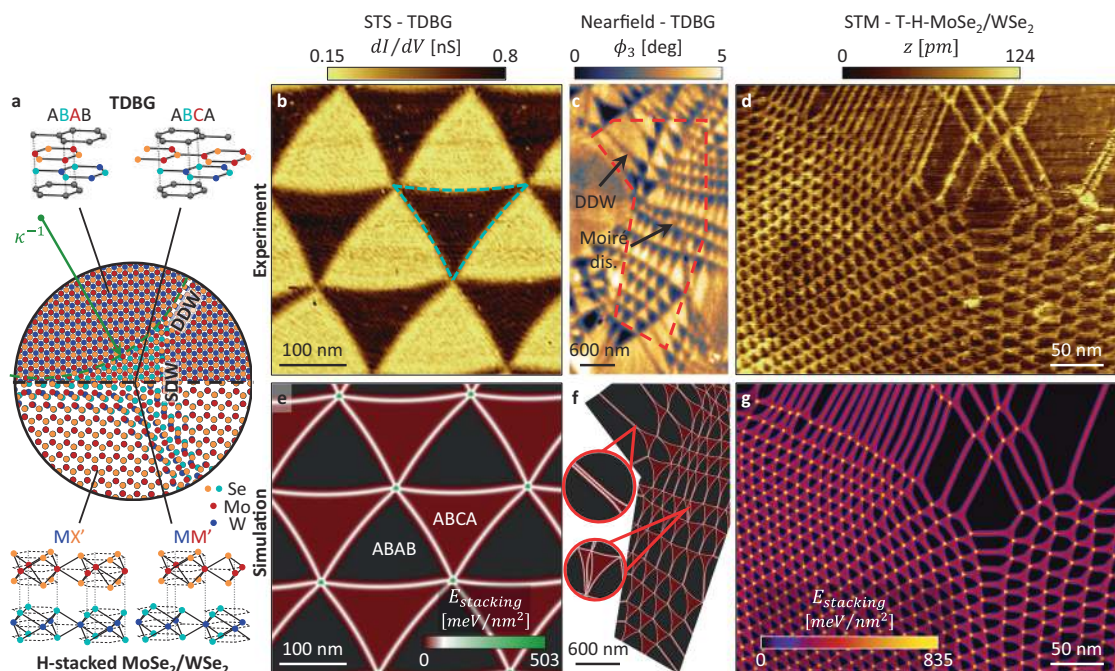 STS - TDBG
dI/dV [nS]
0.15 0.8
Nearfield - TDBG
ϕ₃ [deg]
0 5
STM - T-H-MoSe₂/WSe₂
z [pm]
0 124
a
TDBG
ABAB ABCA
κ⁻¹
DDW
SDW
Se
Mo
W
MX′ MM′
H-stacked MoSe₂/WSe₂
Experiment
b
100 nm
c
DDW
Moiré
dis.
600 nm
d
50 nm
Simulation
e
ABCA
ABAB
E_stacking
[meV/nm²]
0 503
100 nm
f
600 nm
g
E_stacking
[meV/nm²]
0 835
50 nm